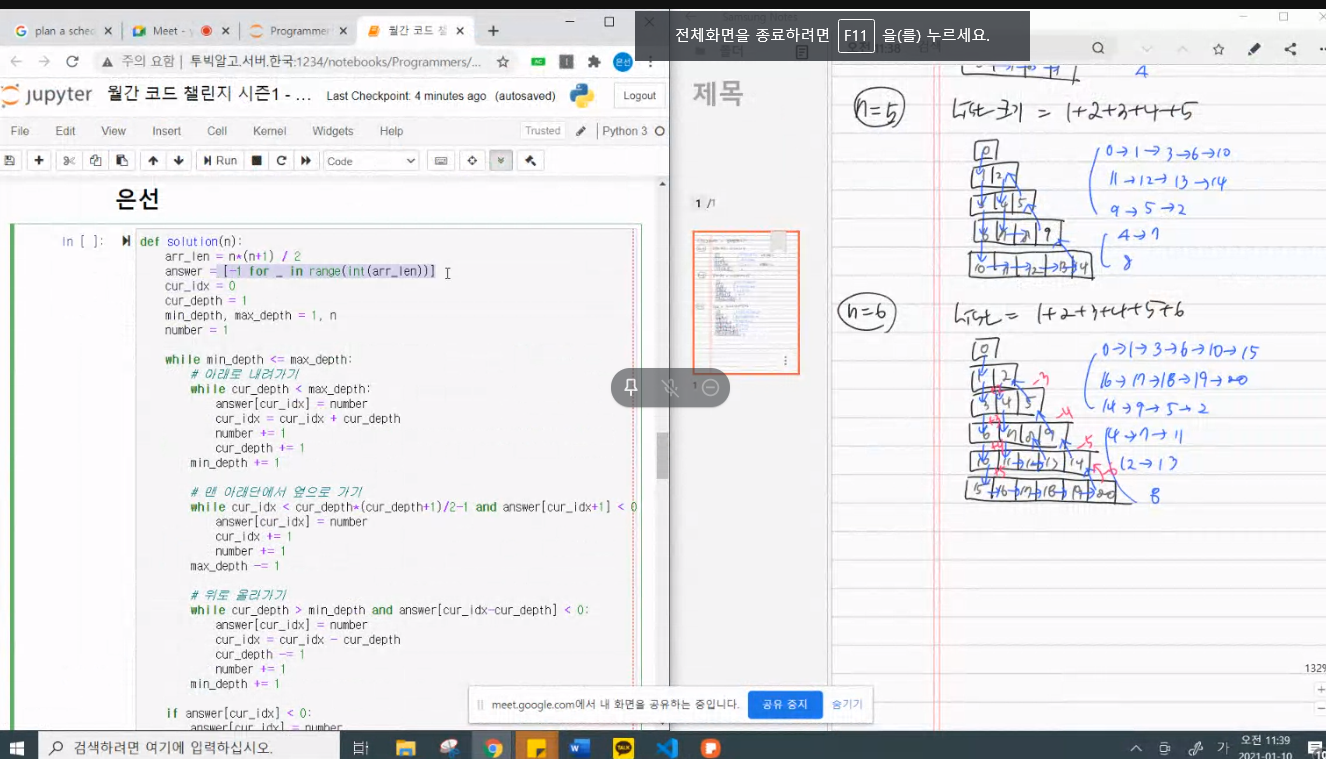 plan a sched
Meet -
Programmer
월간 코드 챌
전체화면을 종료하려면 F11 을(를) 누르세요.
주의 요함 | 투빅알고.서버.한국:1234/notebooks/Programmers/...
은선
jupyter 월간 코드 챌린지 시즌1 - ... Last Checkpoint: 4 minutes ago (autosaved)
Logout
File Edit View Insert Cell Kernel Widgets Help
Trusted
Python 3
Run
Code
은선
In [ ]:
def solution(n):
arr_len = n*(n+1) / 2
answer = [-1 for _ in range(int(arr_len))]
cur_idx = 0
cur_depth = 1
min_depth, max_depth = 1, n
number = 1
while min_depth <= max_depth:
# 아래로 내려가기
while cur_depth < max_depth:
answer[cur_idx] = number
cur_idx = cur_idx + cur_depth
number += 1
cur_depth += 1
min_depth += 1
# 맨 아래단에서 옆으로 가기
while cur_idx < cur_depth*(cur_depth+1)/2-1 and answer[cur_idx+1] < 0
answer[cur_idx] = number
cur_idx += 1
number += 1
max_depth -= 1
# 위로 올라가기
while cur_depth > min_depth and answer[cur_idx-cur_depth] < 0:
answer[cur_idx] = number
cur_idx = cur_idx - cur_depth
cur_depth -= 1
number += 1
min_depth += 1
if answer[cur_idx] < 0:
answer[cur_idx] = number
Samsung Notes
제목
1 /1
1
4
n=5
= 1+2+3+4+5
0→1→3→6→10
11→12→13→14
9→5→2
4→7
8
n=6
= 1+2+3+4+5+6
0→1→3→6→10→15
16→17→18→19→20
14→9→5→2
4→7→11
12→13
8
132%
meet.google.com에서 내 화면을 공유하는 중입니다.
공유 중지
숨기기
검색하려면 여기에 입력하십시오.
가
오전 11:39
2021-01-10